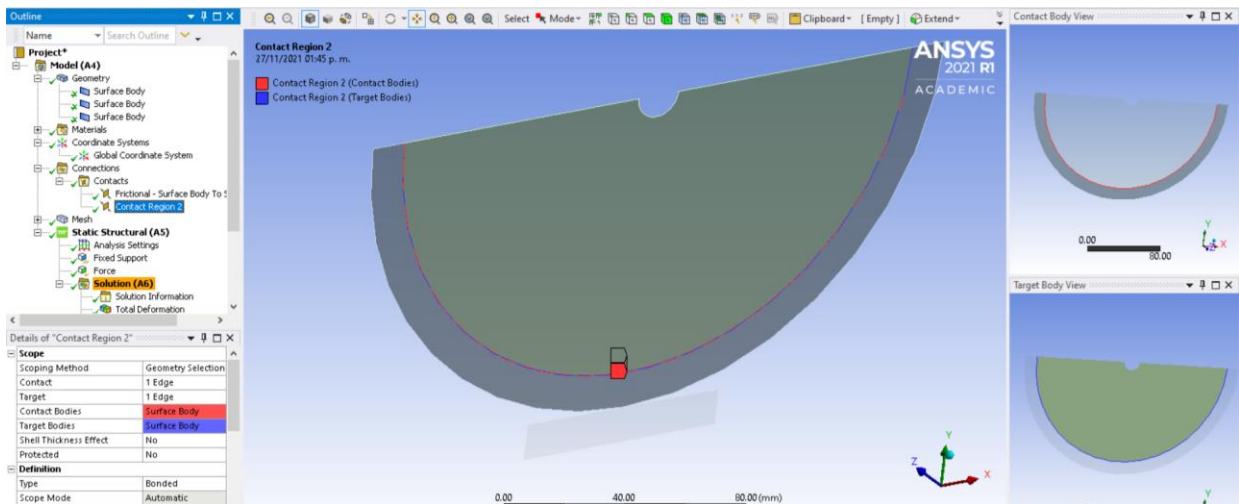 Outline
Name
Search Outline
Project*
Model (A4)
Geometry
Surface Body
Surface Body
Surface Body
Materials
Coordinate Systems
Global Coordinate System
Connections
Contacts
Frictional - Surface Body To S
Contact Region 2
Mesh
Static Structural (A5)
Analysis Settings
Fixed Support
Force
Solution (A6)
Solution Information
Total Deformation
Details of "Contact Region 2"
Scope
Scoping Method Geometry Selection
Contact 1 Edge
Target 1 Edge
Contact Bodies Surface Body
Target Bodies Surface Body
Shell Thickness Effect No
Protected No
Definition
Type Bonded
Scope Mode Automatic
Select Mode Clipboard [ Empty ] Extend
Contact Region 2
27/11/2021 01:45 p. m.
Contact Region 2 (Contact Bodies)
Contact Region 2 (Target Bodies)
ANSYS
2021 R1
ACADEMIC
Z Y X
0.00 40.00 80.00 (mm)
Contact Body View
0.00 80.00
Y
Z X
Target Body View
Y